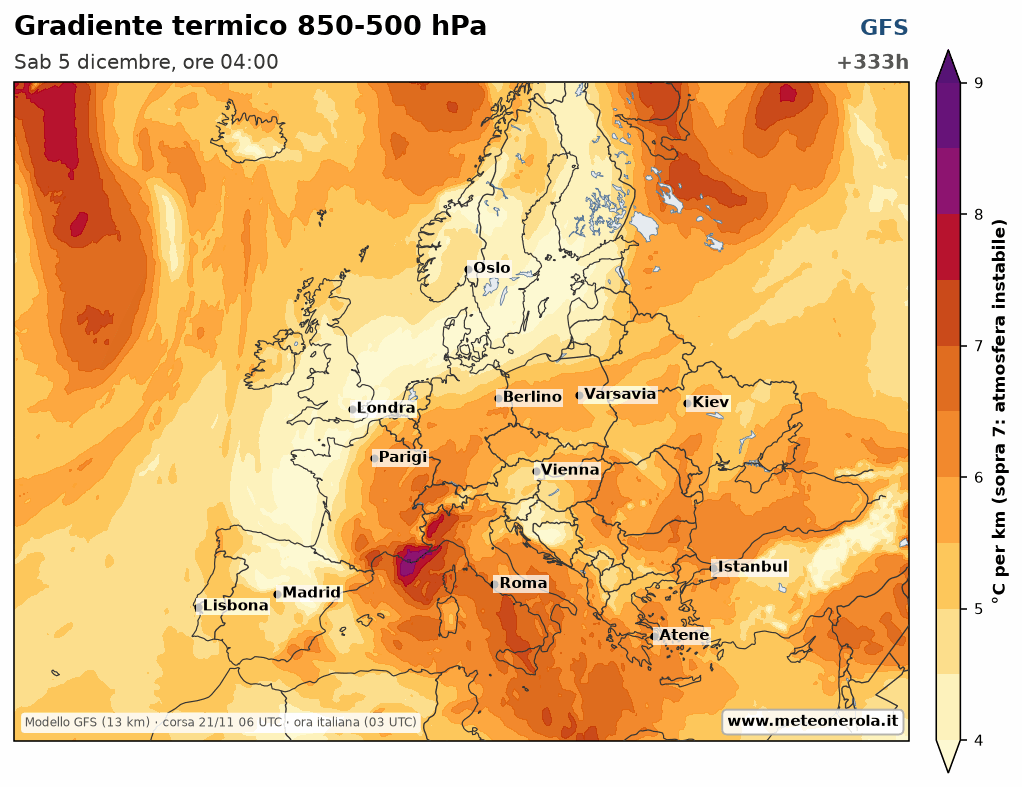 Gradiente termico 850-500 hPa
GFS
Sab 5 dicembre, ore 04:00
+333h
Oslo
Londra
Berlino
Varsavia
Kiev
Parigi
Vienna
Istanbul
Madrid
Roma
Lisbona
Atene
Modello GFS (13 km) · corsa 21/11 06 UTC · ora italiana (03 UTC)
www.meteonerola.it
9
8
7
6
5
4
°C per km (sopra 7: atmosfera instabile)